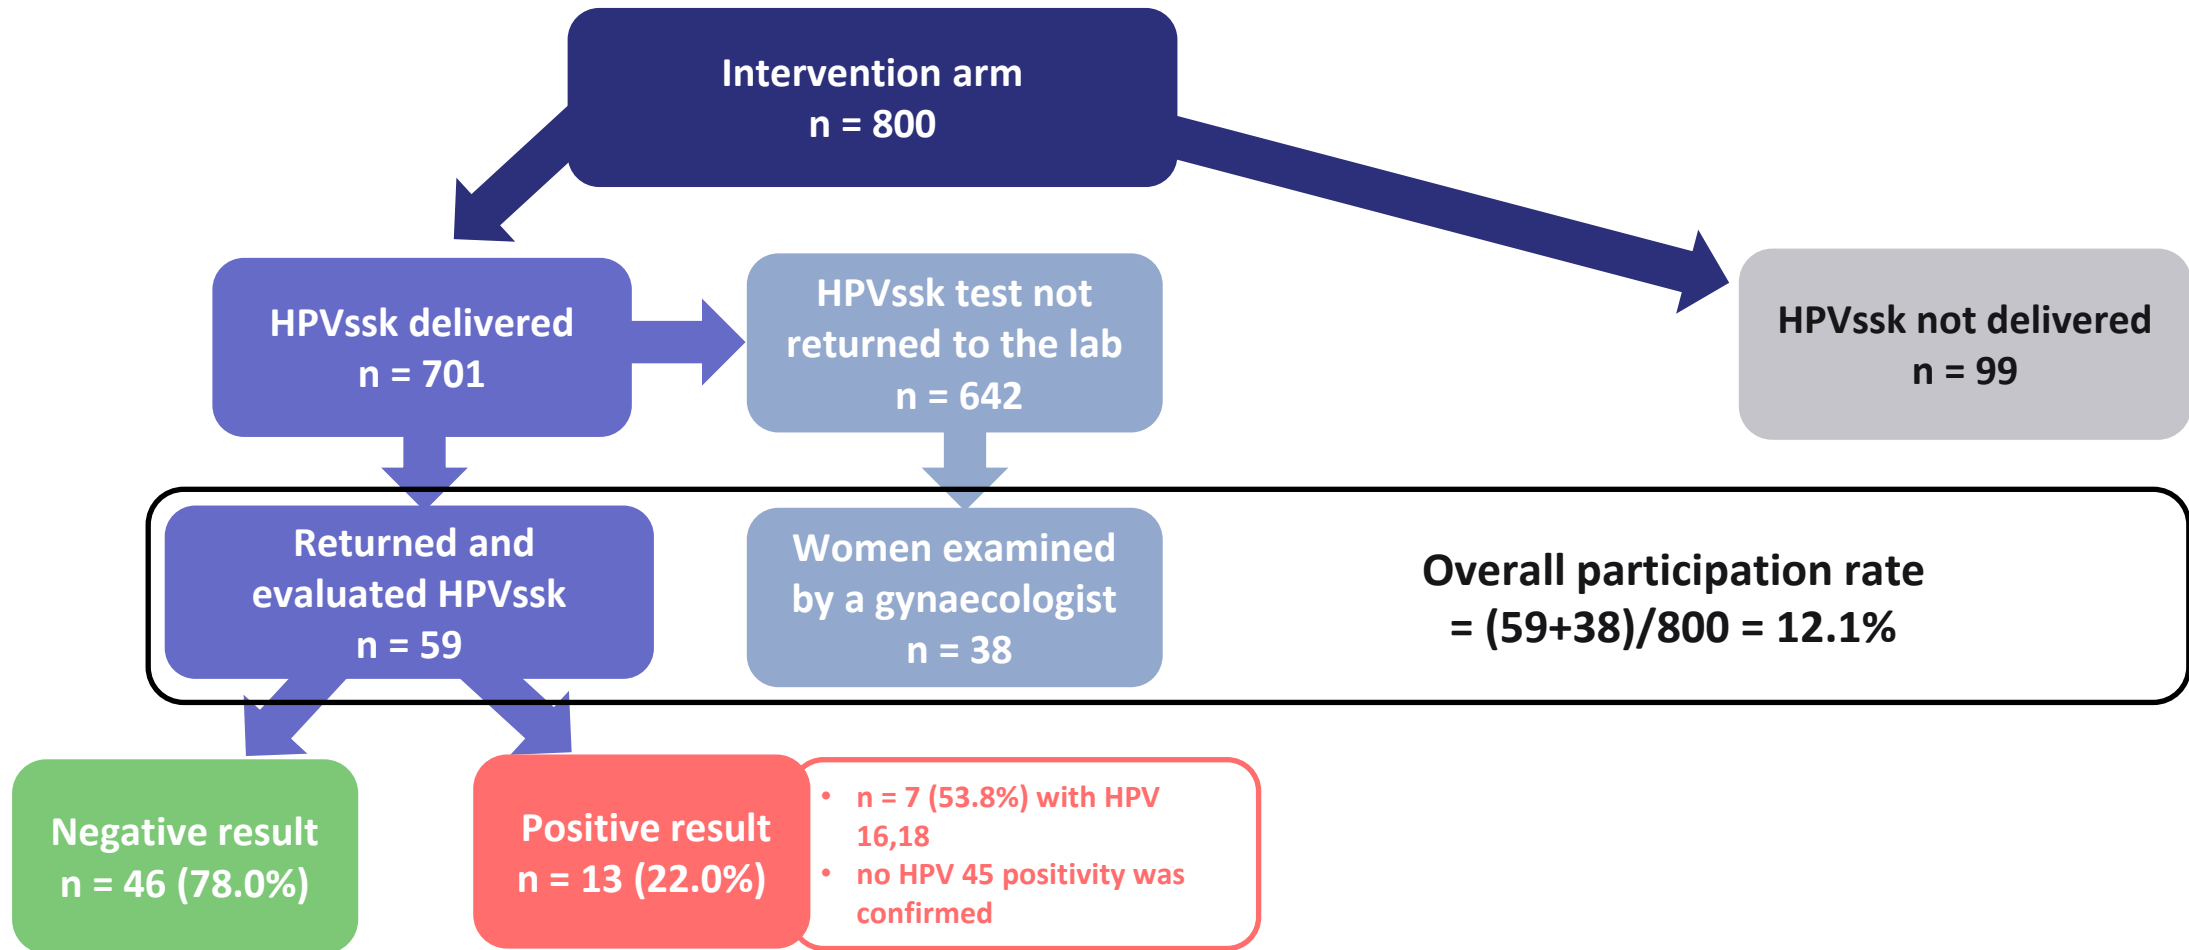 Intervention arm
n = 800
HPVssk delivered
n = 701
HPVssk test not
returned to the lab
n = 642
HPVssk not delivered
n = 99
Returned and
evaluated HPVssk
n = 59
Women examined
by a gynaecologist
n = 38
Overall participation rate
= (59+38)/800 = 12.1%
Negative result
n = 46 (78.0%)
Positive result
n = 13 (22.0%)
• n = 7 (53.8%) with HPV
16,18
• no HPV 45 positivity was
confirmed